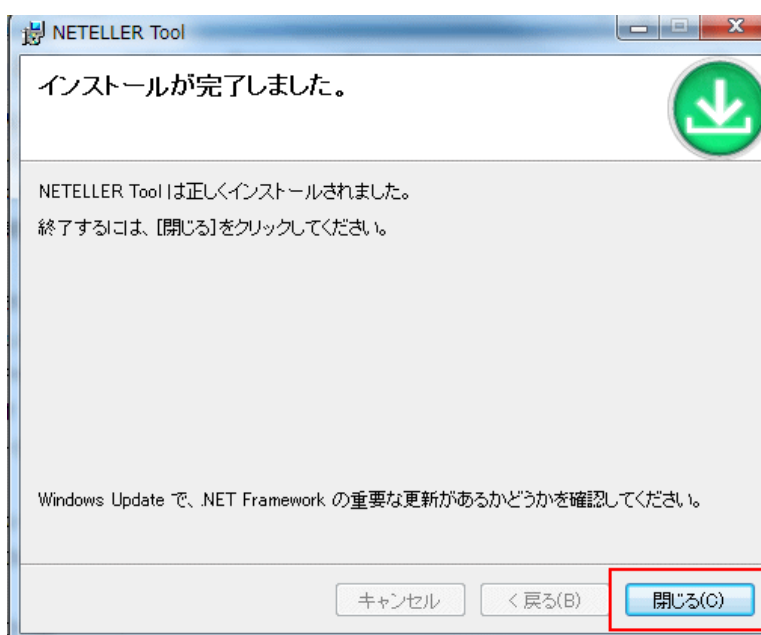 NETELLER Tool
インストールが完了しました。
NETELLER Toolは正しくインストールされました。
終了するには、[閉じる]をクリックしてください。
Windows Update で、.NET Framework の重要な更新があるかどうかを確認してください。
キャンセル
< 戻る(B)
閉じる(C)